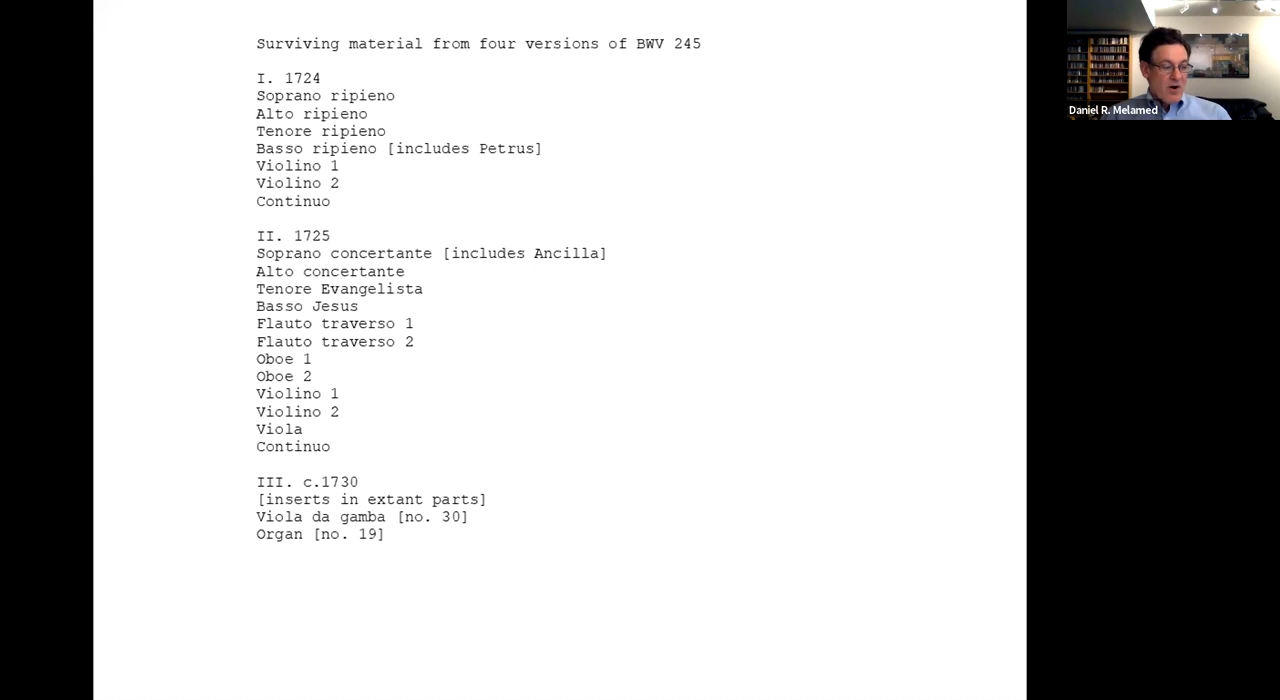 Surviving material from four versions of BWV 245
I. 1724
Soprano ripieno
Alto ripieno
Tenore ripieno
Basso ripieno [includes Petrus]
Violino 1
Violino 2
Continuo
II. 1725
Soprano concertante [includes Ancilla]
Alto concertante
Tenore Evangelista
Basso Jesus
Flauto traverso 1
Flauto traverso 2
Oboe 1
Oboe 2
Violino 1
Violino 2
Viola
Continuo
III. c.1730
[inserts in extant parts]
Viola da gamba [no. 30]
Organ [no. 19]
Daniel R. Melamed